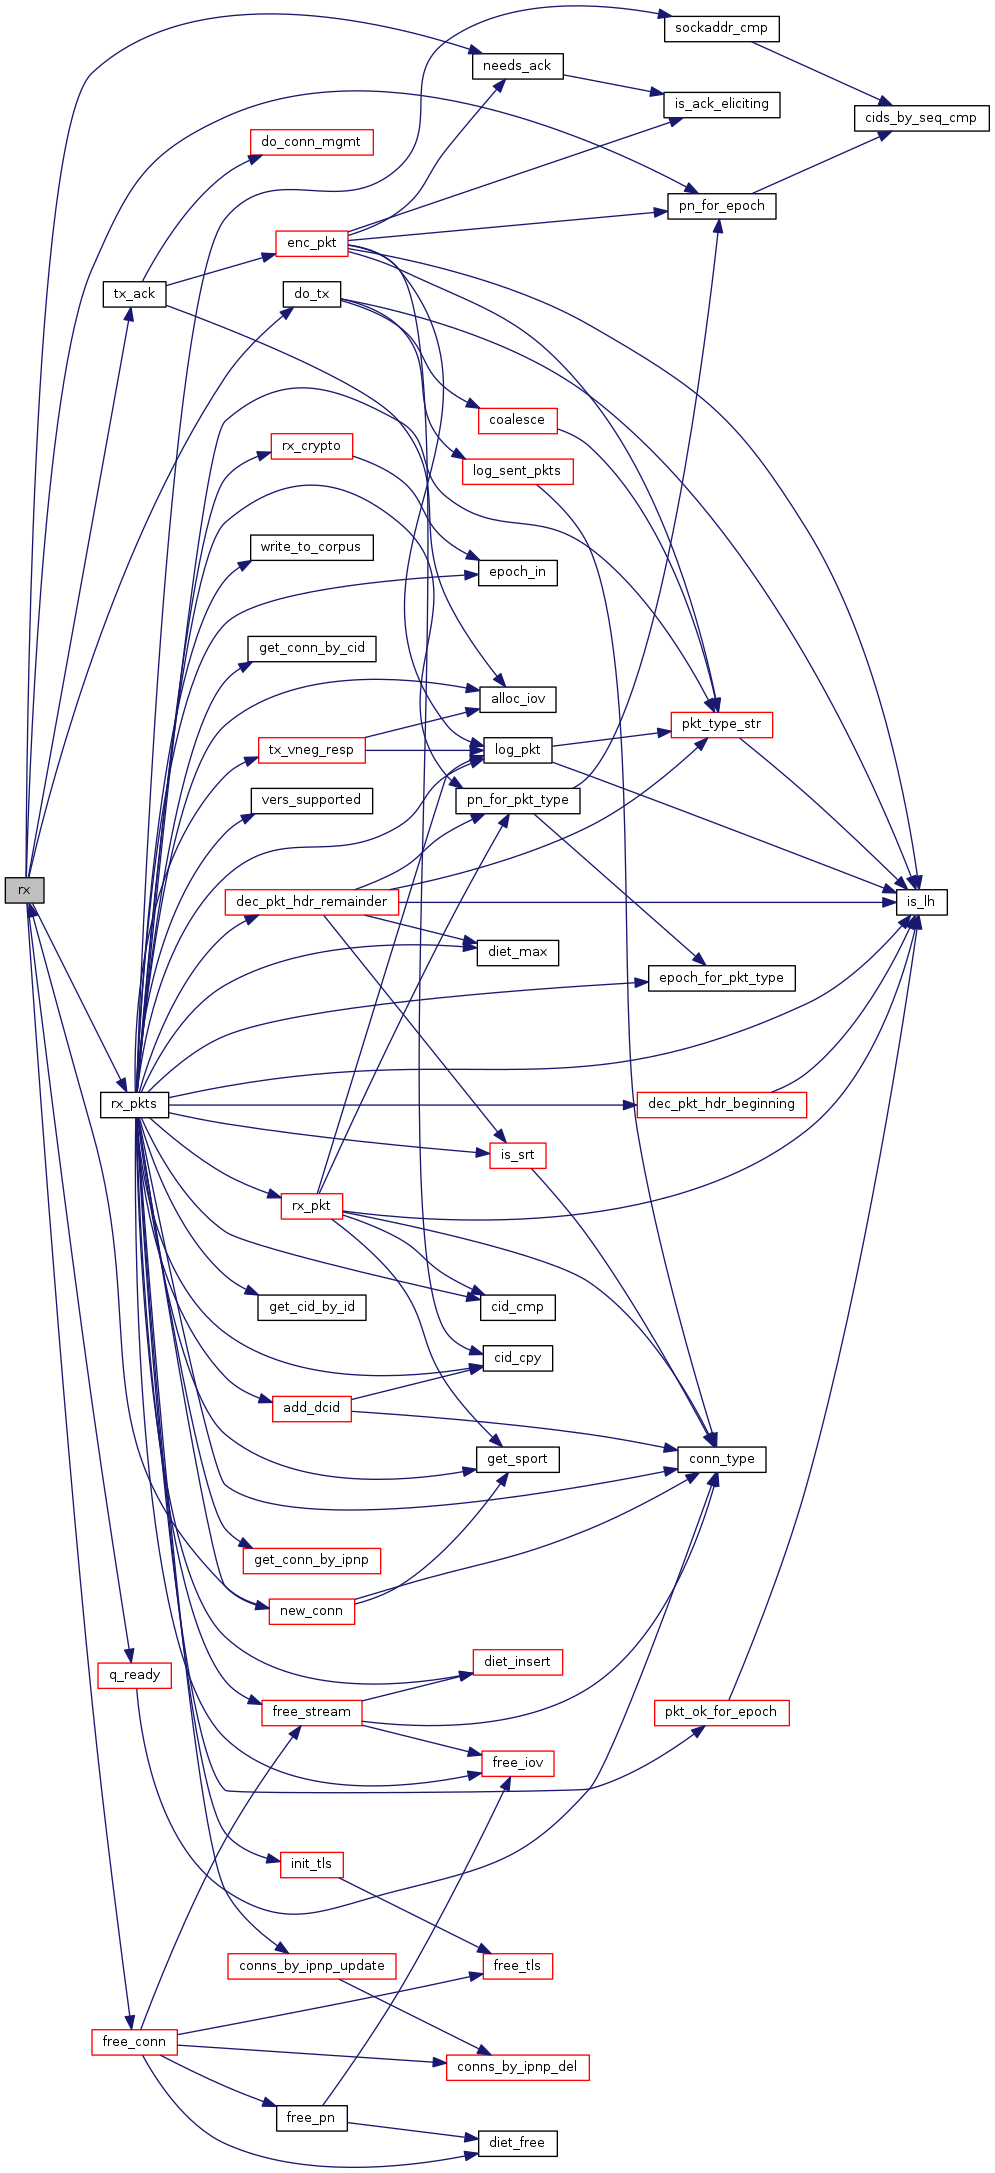 sockaddr_cmp
needs_ack
is_ack_eliciting
cids_by_seq_cmp
do_conn_mgmt
pn_for_epoch
enc_pkt
tx_ack
do_tx
coalesce
rx_crypto
log_sent_pkts
write_to_corpus
epoch_in
get_conn_by_cid
alloc_iov
pkt_type_str
tx_vneg_resp
log_pkt
vers_supported
pn_for_pkt_type
rx
dec_pkt_hdr_remainder
is_lh
diet_max
epoch_for_pkt_type
rx_pkts
dec_pkt_hdr_beginning
is_srt
rx_pkt
get_cid_by_id
cid_cmp
cid_cpy
add_dcid
get_sport
conn_type
get_conn_by_ipnp
new_conn
diet_insert
q_ready
free_stream
pkt_ok_for_epoch
free_iov
init_tls
conns_by_ipnp_update
free_tls
free_conn
conns_by_ipnp_del
free_pn
diet_free